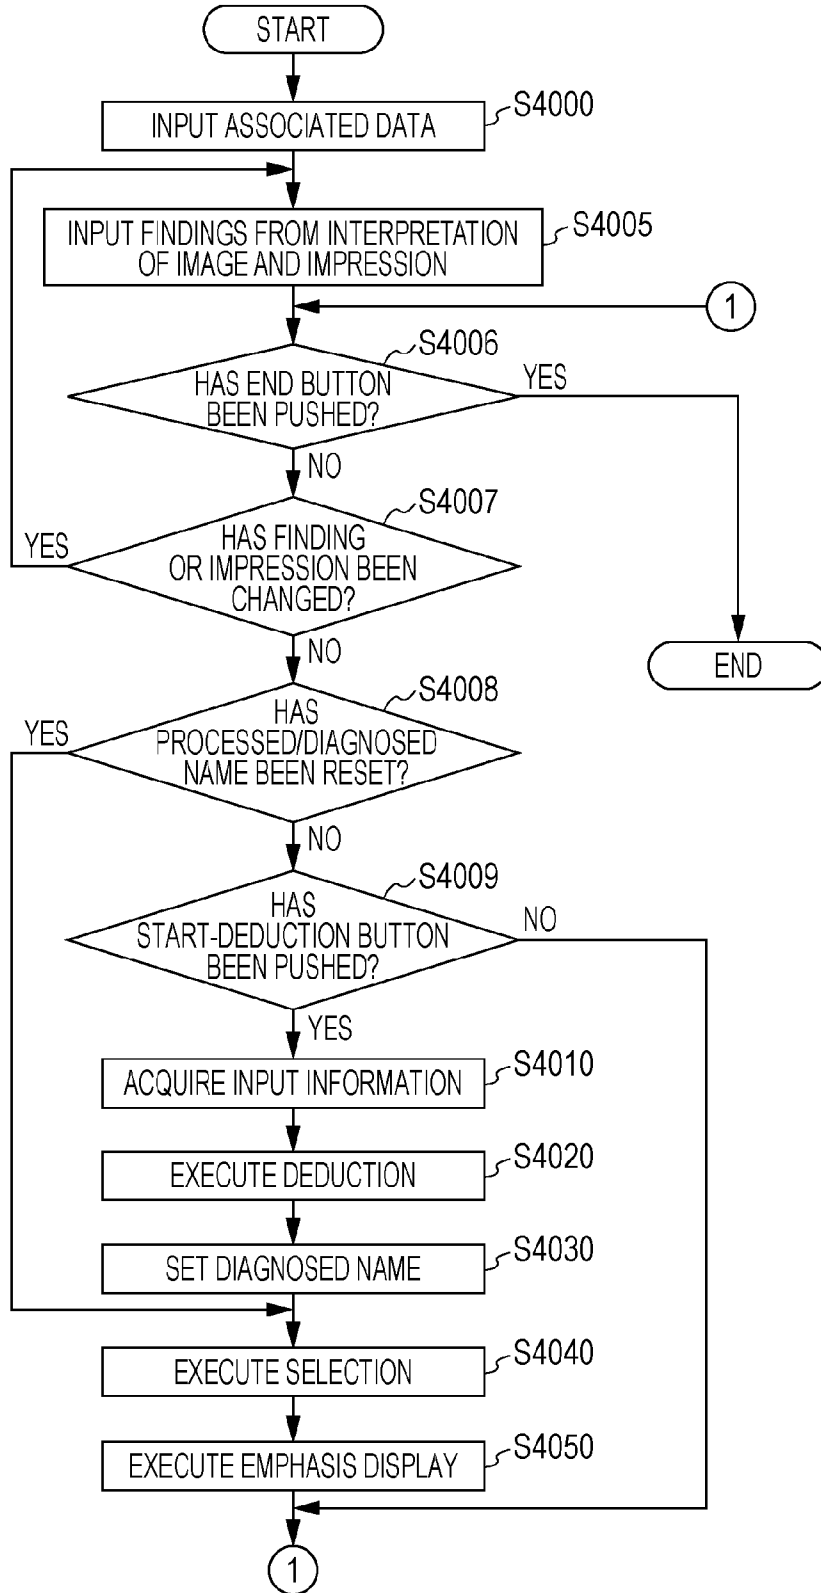 START
INPUT ASSOCIATED DATA
S4000
INPUT FINDINGS FROM INTERPRETATION
OF IMAGE AND IMPRESSION
S4005
1
S4006
HAS END BUTTON
BEEN PUSHED?
YES
NO
S4007
YES
HAS FINDING
OR IMPRESSION BEEN
CHANGED?
NO
END
S4008
YES
HAS
PROCESSED/DIAGNOSED
NAME BEEN RESET?
NO
S4009
HAS
START-DEDUCTION BUTTON
BEEN PUSHED?
NO
YES
ACQUIRE INPUT INFORMATION
S4010
EXECUTE DEDUCTION
S4020
SET DIAGNOSED NAME
S4030
EXECUTE SELECTION
S4040
EXECUTE EMPHASIS DISPLAY
S4050
1